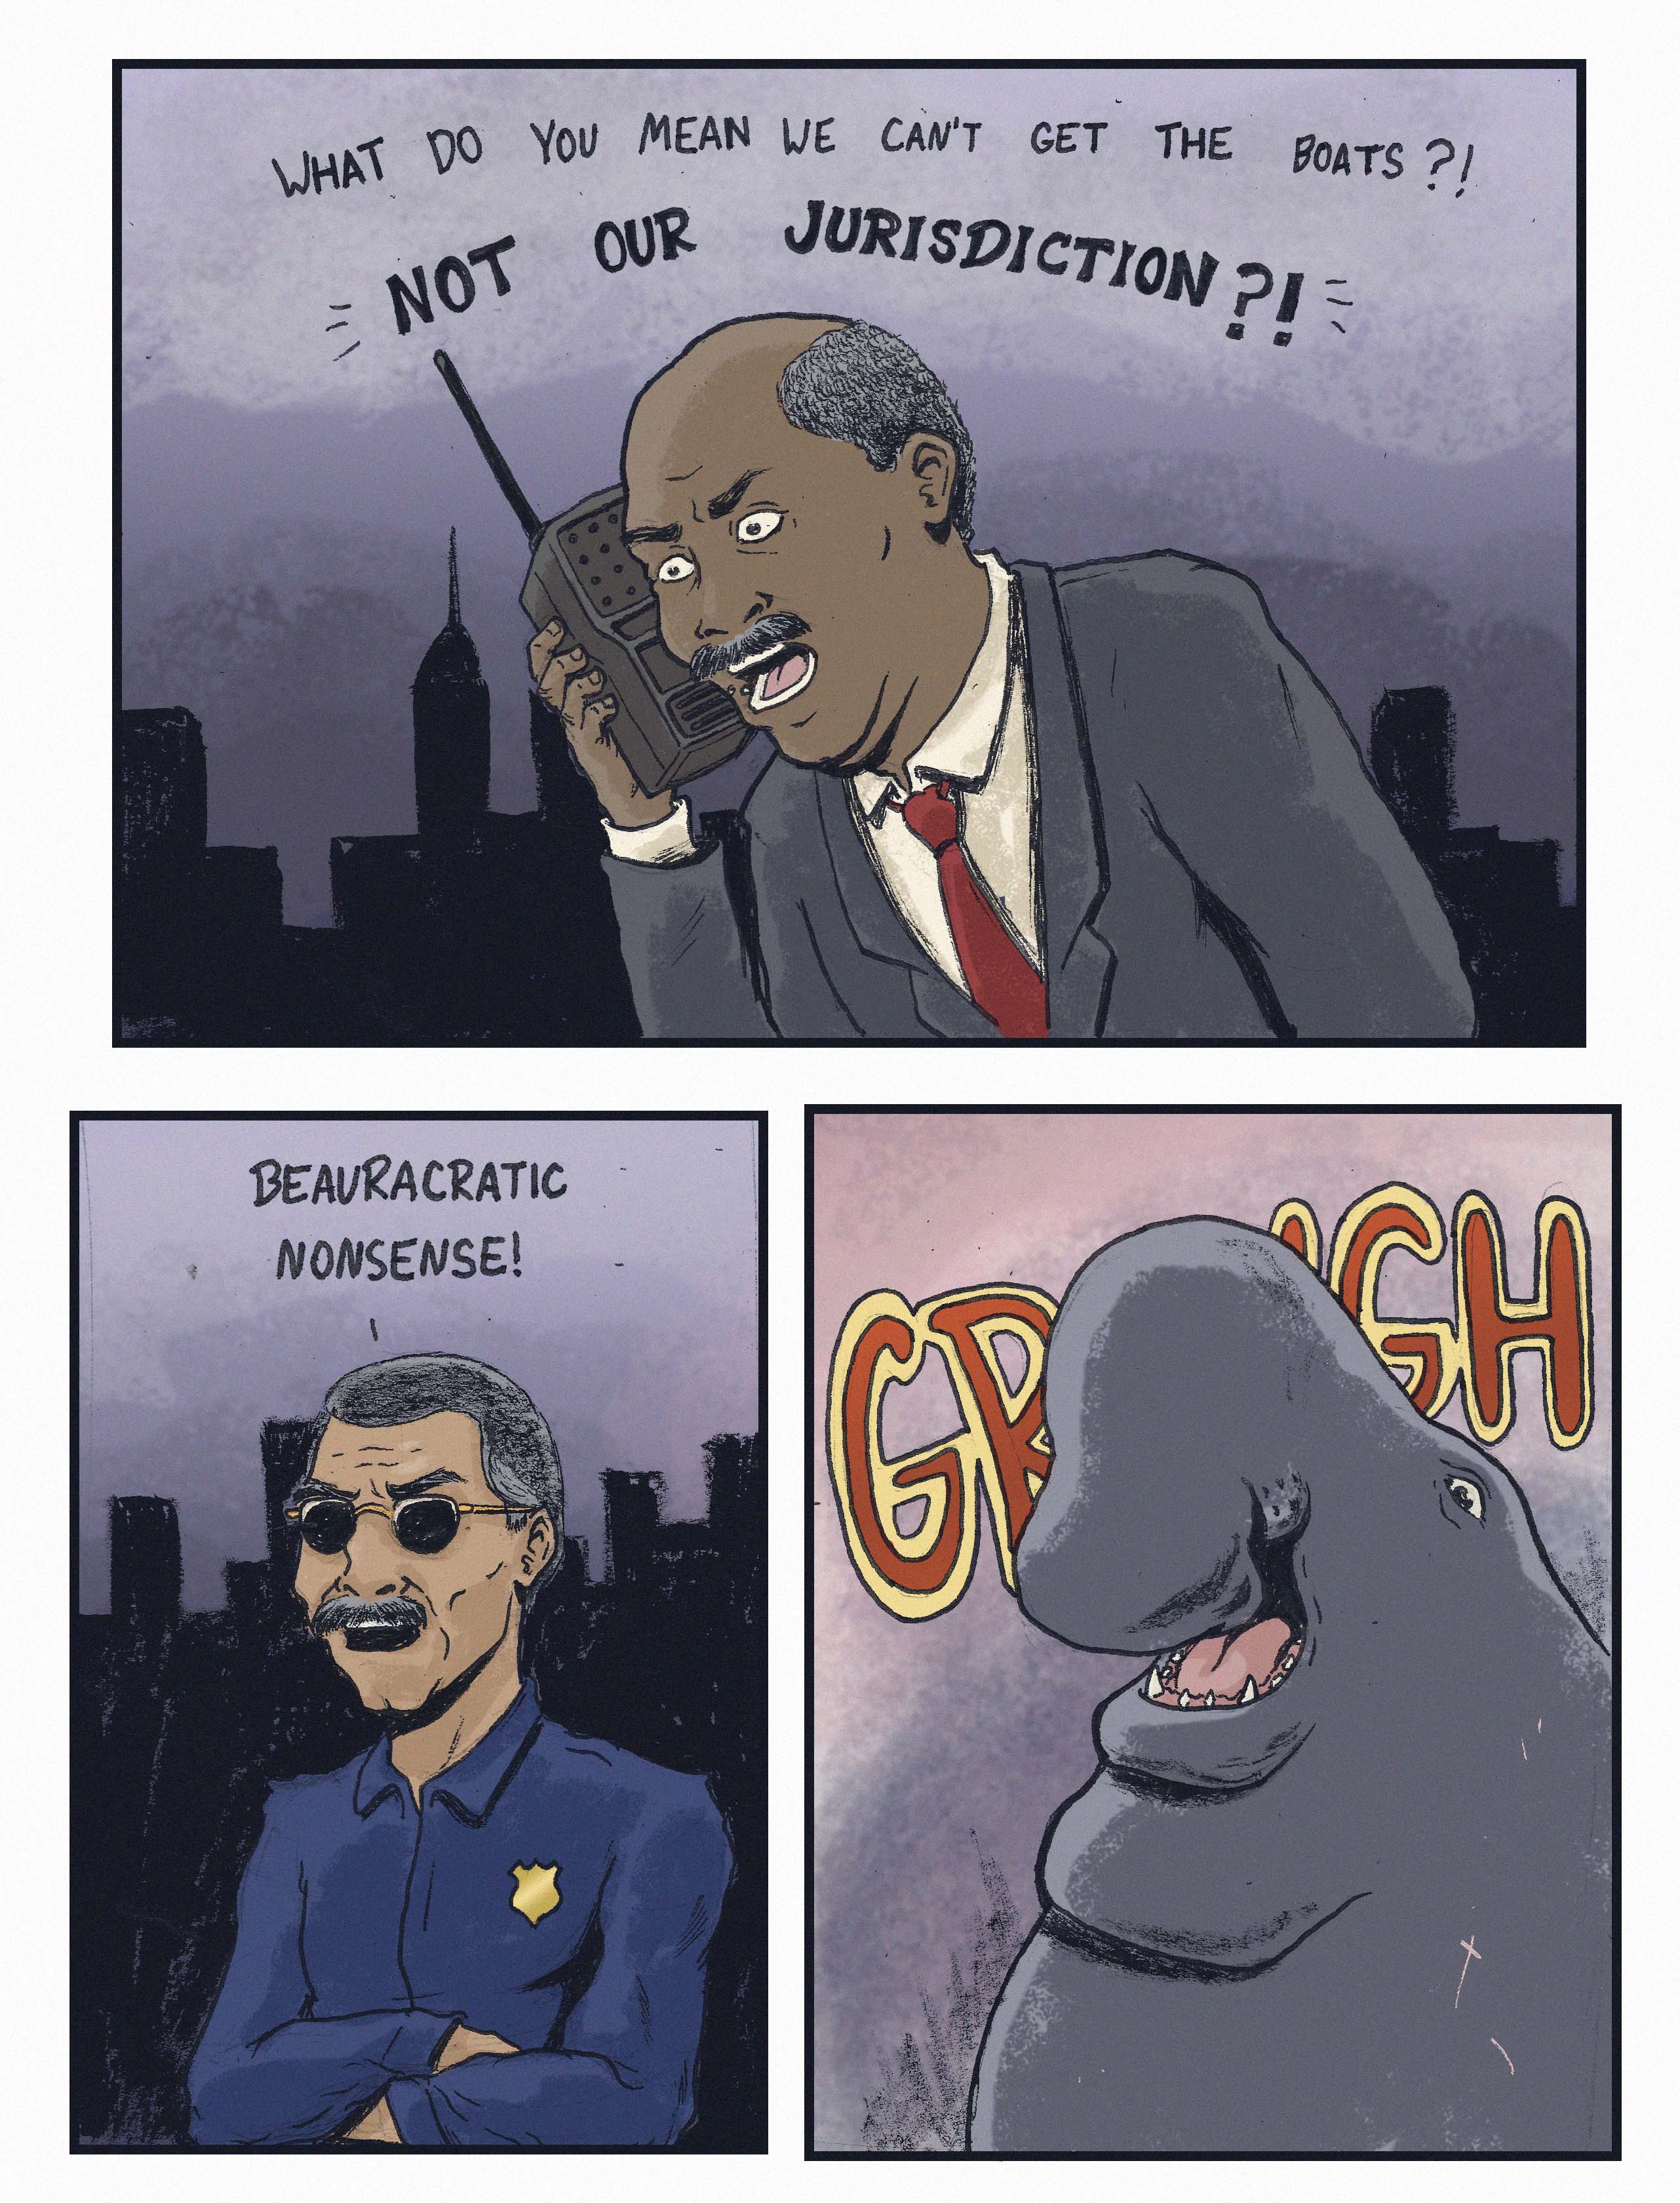 WHAT DO YOU MEAN WE CAN'T GET THE BOATS?!
NOT OUR JURISDICTION?!
BEAURACRATIC
NONSENSE!